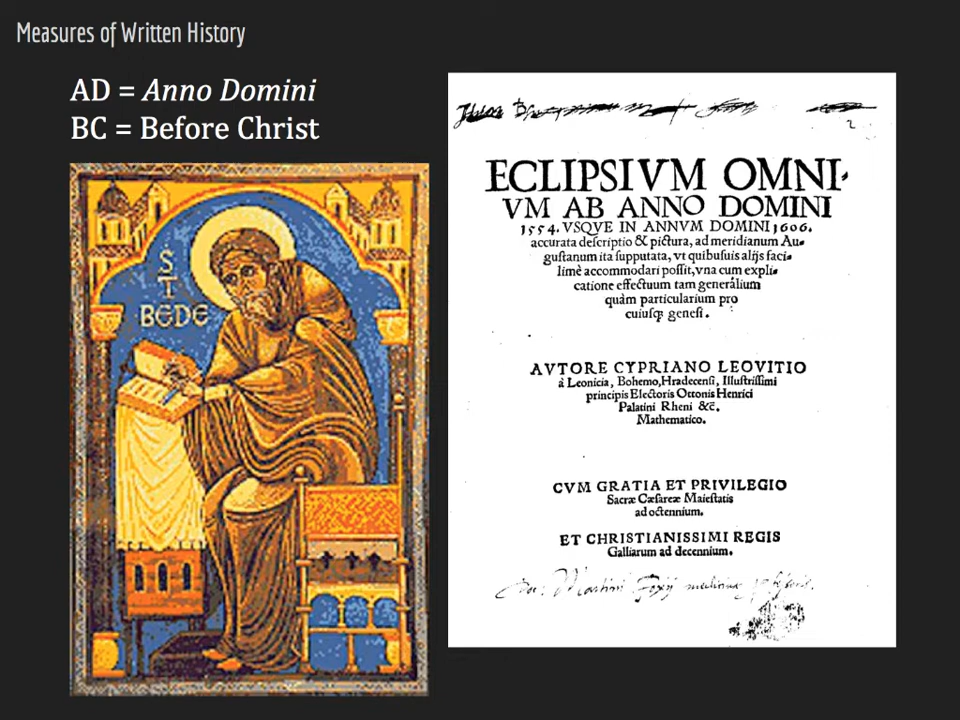 Measures of Written History
AD = Anno Domini
BC = Before Christ
S
T
I
BEDE
2
ECLIPSIVM OMNI-
VM AB ANNO DOMINI
1554. VSQVE IN ANNVM DOMINI 1606.
accurata deſcriptio & pictura, ad meridianum Au-
guſtanum ita ſupputata, vt quibuſuis alijs faci-
limè accommodari poſſit, vna cum expli-
catione effectuum tam generálium
quàm particularium pro
cuiuſq; geneſi.
AVTORE CYPRIANO LEOVITIO
à Leonicia, Bohemo, Hradecenſi, Illuſtriſſimi
principis Electoris Ottonis Henrici
Palatini Rheni &c̄.
Mathematico.
CVM GRATIA ET PRIVILEGIO
Sacræ Cæſareæ Maieſtatis
ad octennium.
ET CHRISTIANISSIMI REGIS
Galliarum ad decennium.
Martini